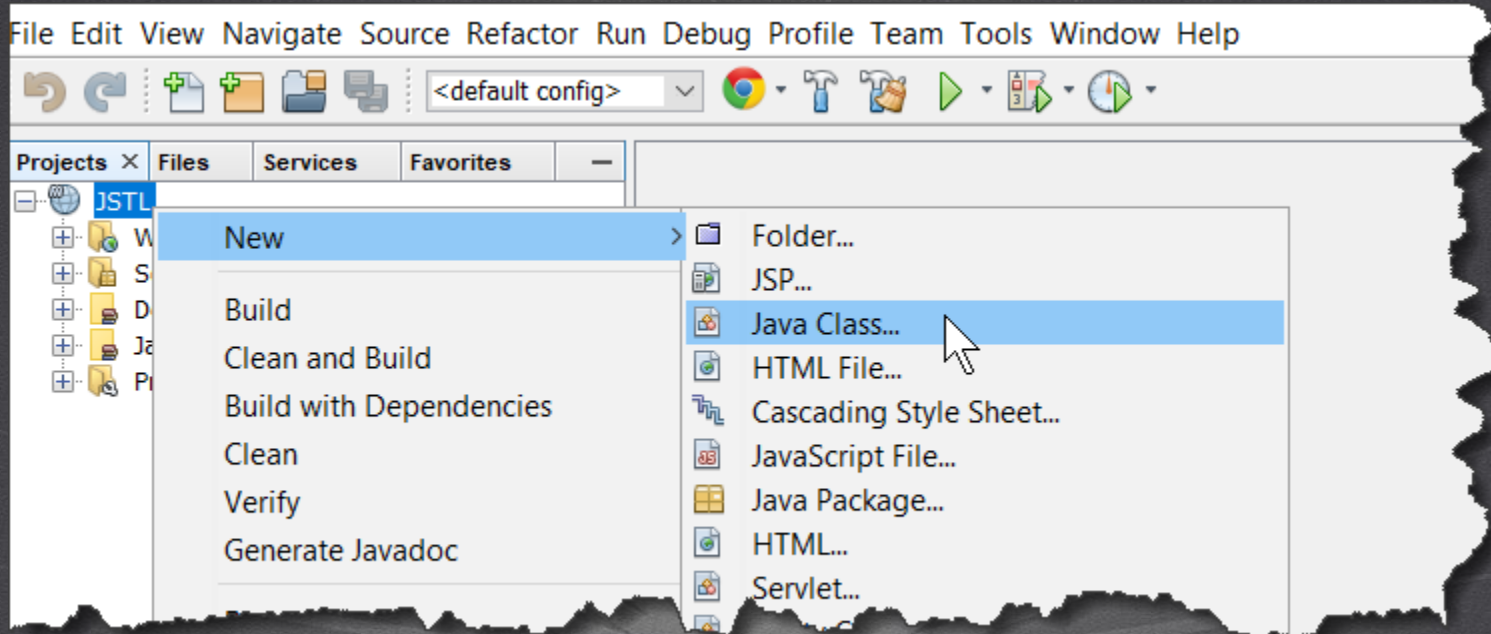 File Edit View Navigate Source Refactor Run Debug Profile Team Tools Window Help
<default config>
Projects Files Services Favorites
JSTL
New
Build
Clean and Build
Build with Dependencies
Clean
Verify
Generate Javadoc
Folder...
JSP...
Java Class...
HTML File...
Cascading Style Sheet...
JavaScript File...
Java Package...
HTML...
Servlet...